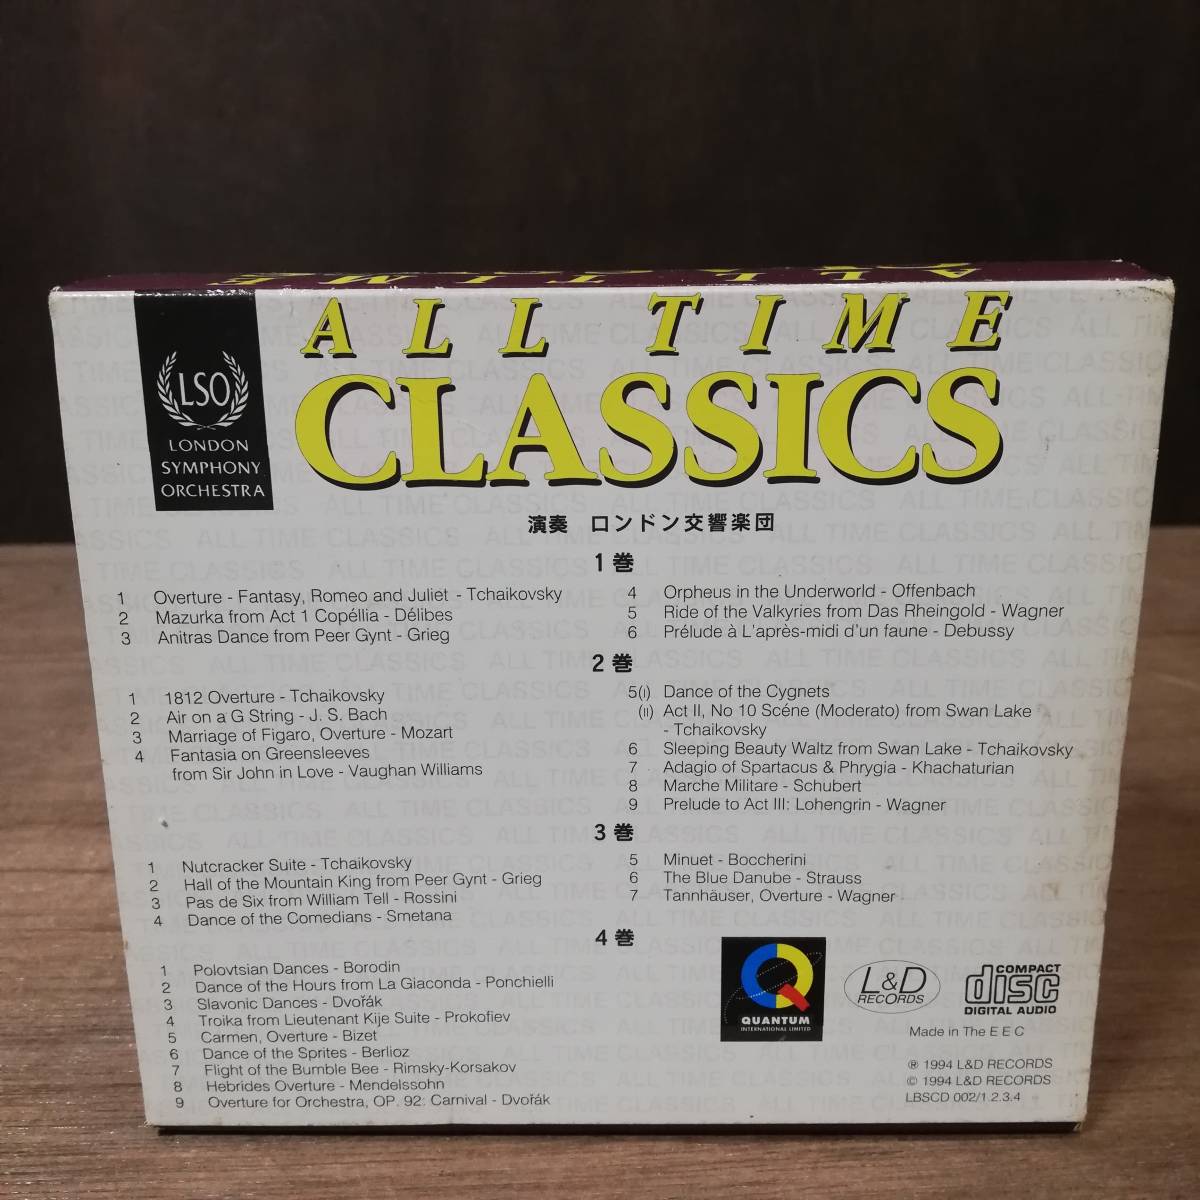 ALL TIME
LSO
LONDON
SYMPHONY
ORCHESTRA
ALL TIME
CLASSICS
演奏 ロンドン交響楽団
1巻
1 Overture - Fantasy, Romeo and Juliet - Tchaikovsky
2 Mazurka from Act 1 Copéllia - Délibes
3 Anitras Dance from Peer Gynt - Grieg
4 Orpheus in the Underworld - Offenbach
5 Ride of the Valkyries from Das Rheingold - Wagner
6 Prélude à L'après-midi d'un faune - Debussy
2巻
1 1812 Overture - Tchaikovsky
2 Air on a G String - J. S. Bach
3 Marriage of Figaro, Overture - Mozart
4 Fantasia on Greensleeves
from Sir John in Love - Vaughan Williams
5(I) Dance of the Cygnets
(II) Act II, No 10 Scéne (Moderato) from Swan Lake
- Tchaikovsky
6 Sleeping Beauty Waltz from Swan Lake - Tchaikovsky
7 Adagio of Spartacus & Phrygia - Khachaturian
8 Marche Militare - Schubert
9 Prelude to Act III: Lohengrin - Wagner
3巻
1 Nutcracker Suite - Tchaikovsky
2 Hall of the Mountain King from Peer Gynt - Grieg
3 Pas de Six from William Tell - Rossini
4 Dance of the Comedians - Smetana
5 Minuet - Boccherini
6 The Blue Danube - Strauss
7 Tannhäuser, Overture - Wagner
4巻
1 Polovtsian Dances - Borodin
2 Dance of the Hours from La Giaconda - Ponchielli
3 Slavonic Dances - Dvořák
4 Troika from Lieutenant Kije Suite - Prokofiev
5 Carmen, Overture - Bizet
6 Dance of the Sprites - Berlioz
7 Flight of the Bumble Bee - Rimsky-Korsakov
8 Hebrides Overture - Mendelssohn
9 Overture for Orchestra, OP. 92: Carnival - Dvořák
QUANTUM
INTERNATIONAL LIMITED
L&D
RECORDS
COMPACT
disc
DIGITAL AUDIO
Made in The E E C
℗ 1994 L&D RECORDS
© 1994 L&D RECORDS
LBSCD 002/1.2.3.4